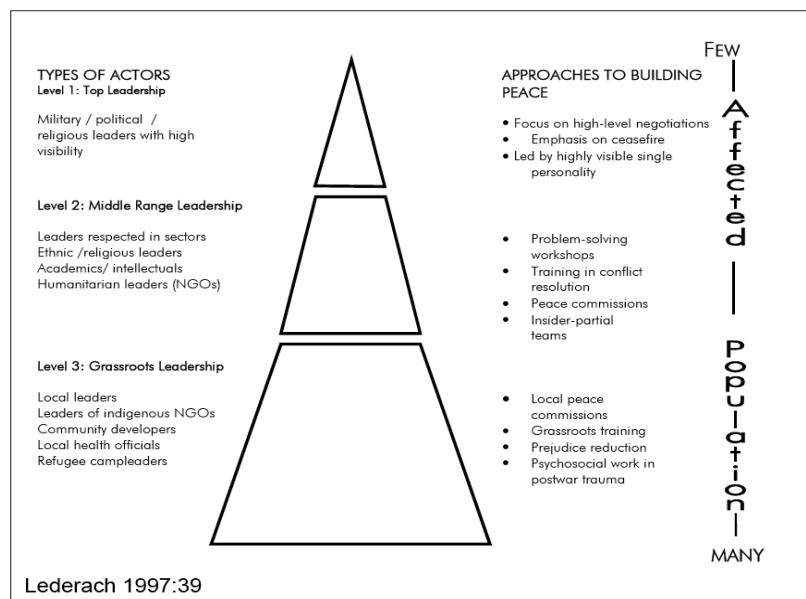 TYPES OF ACTORS
Level 1: Top Leadership
Military / political /
religious leaders with high
visibility
Level 2: Middle Range Leadership
Leaders respected in sectors
Ethnic /religious leaders
Academics/ intellectuals
Humanitarian leaders (NGOs)
Level 3: Grassroots Leadership
Local leaders
Leaders of indigenous NGOs
Community developers
Local health officials
Refugee campleaders
APPROACHES TO BUILDING
PEACE
• Focus on high-level negotiations
• Emphasis on ceasefire
• Led by highly visible single
personality
• Problem-solving
workshops
• Training in conflict
resolution
• Peace commissions
• Insider-partial
teams
• Local peace
commissions
• Grassroots training
• Prejudice reduction
• Psychosocial work in
postwar trauma
FEW
Affected
Population
MANY
Lederach 1997:39